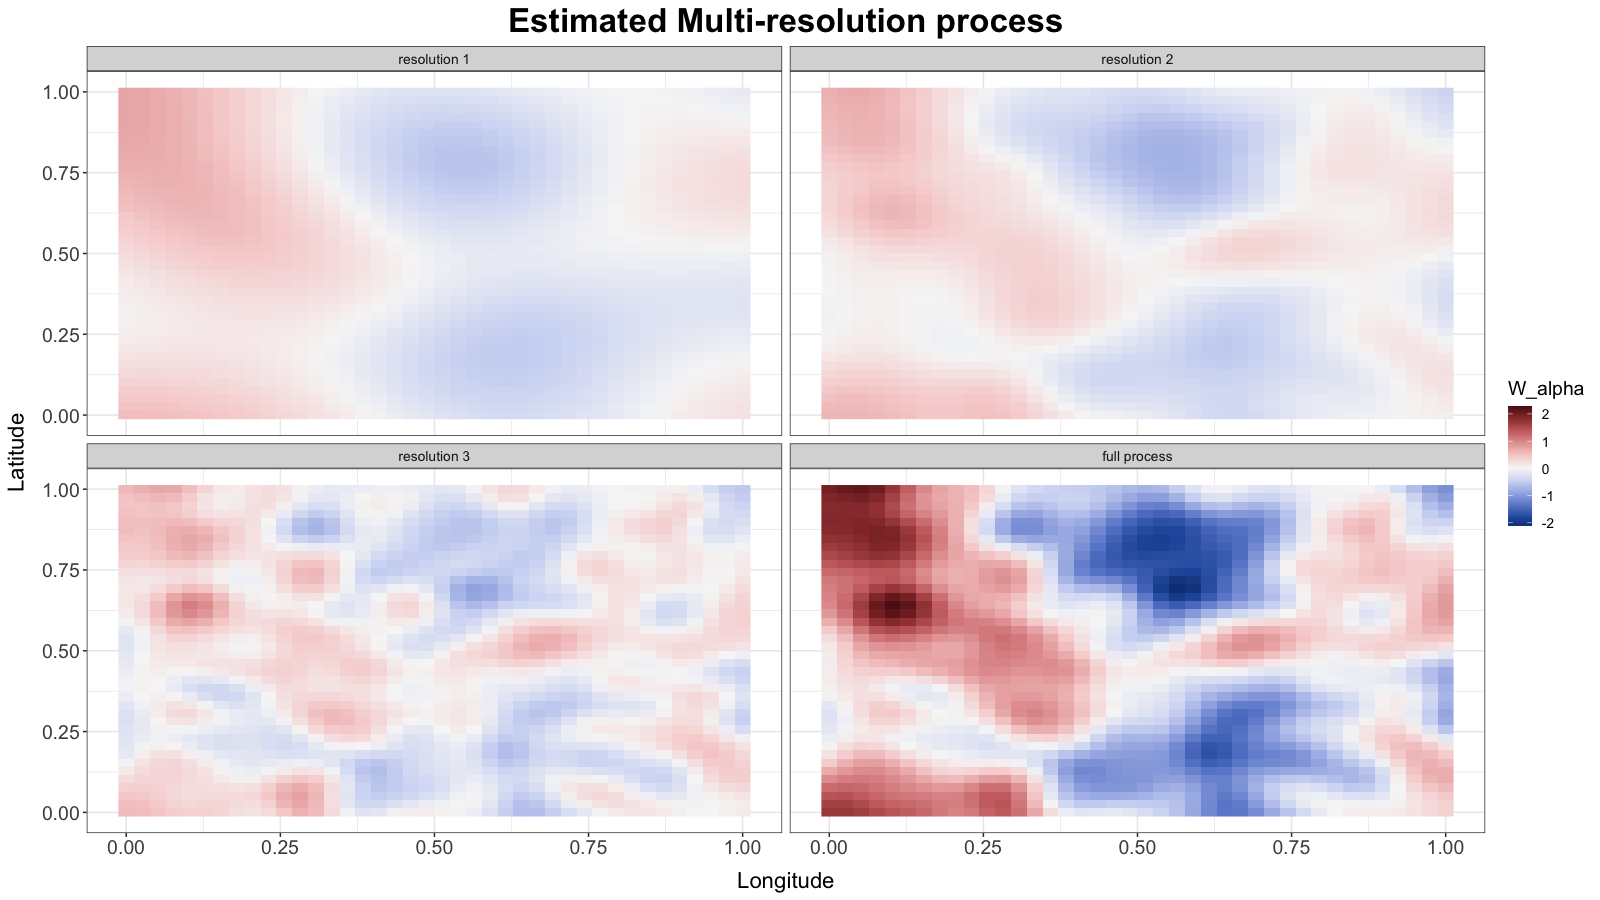 Estimated Multi-resolution process
resolution 1
resolution 2
1.00
0.75
0.50
0.25
0.00
resolution 3
full process
1.00
0.75
0.50
0.25
0.00
0.00 0.25 0.50 0.75 1.00
0.00 0.25 0.50 0.75 1.00
Longitude
Latitude
W_alpha
2
1
0
-1
-2